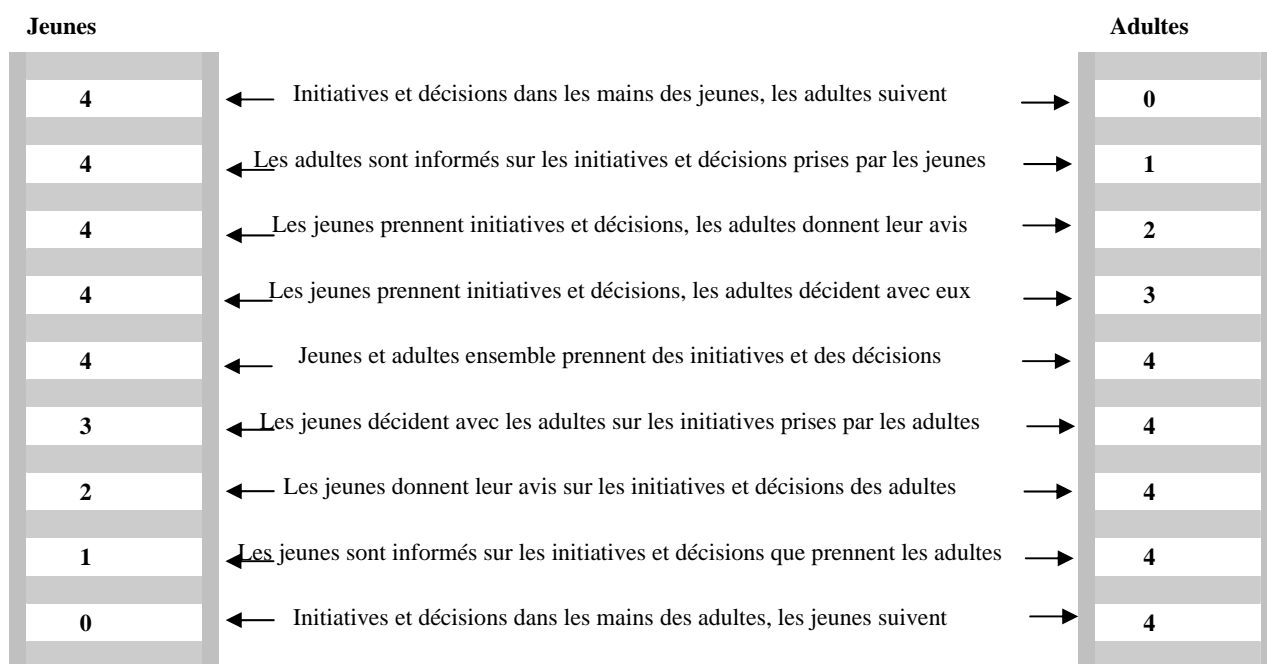 Jeunes Adultes
4 Initiatives et décisions dans les mains des jeunes, les adultes suivent 0
4 Les adultes sont informés sur les initiatives et décisions prises par les jeunes 1
4 Les jeunes prennent initiatives et décisions, les adultes donnent leur avis 2
4 Les jeunes prennent initiatives et décisions, les adultes décident avec eux 3
4 Jeunes et adultes ensemble prennent des initiatives et des décisions 4
3 Les jeunes décident avec les adultes sur les initiatives prises par les adultes 4
2 Les jeunes donnent leur avis sur les initiatives et décisions des adultes 4
1 Les jeunes sont informés sur les initiatives et décisions que prennent les adultes 4
0 Initiatives et décisions dans les mains des adultes, les jeunes suivent 4